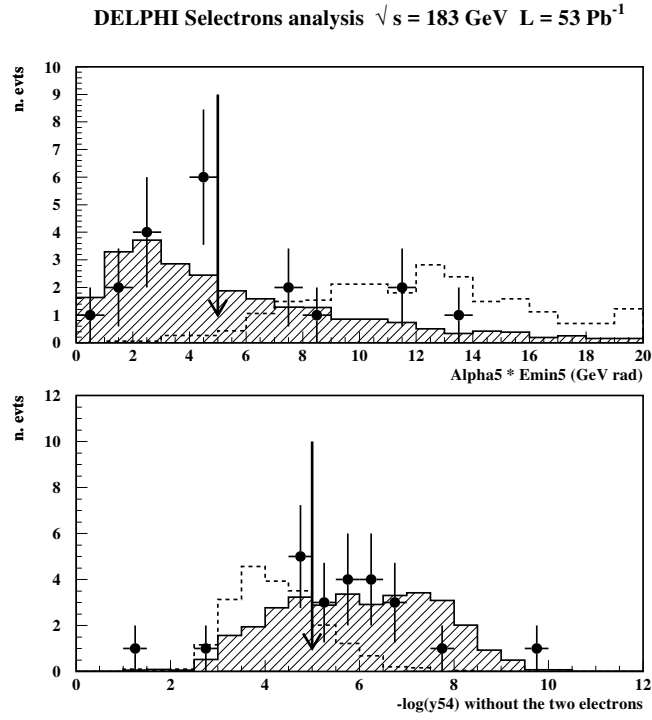 DELPHI Selectrons analysis √ s = 183 GeV L = 53 Pb-1
n. evts
10
9
8
7
6
5
4
3
2
1
0
0 2 4 6 8 10 12 14 16 18 20
Alpha5 * Emin5 (GeV rad)
n. evts
12
10
8
6
4
2
0
0 2 4 6 8 10 12
-log(y54) without the two electrons